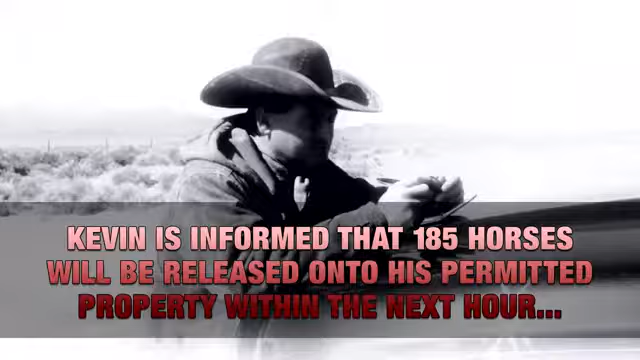 KEVIN IS INFORMED THAT 185 HORSES
WILL BE RELEASED ONTO HIS PERMITTED
PROPERTY WITHIN THE NEXT HOUR...